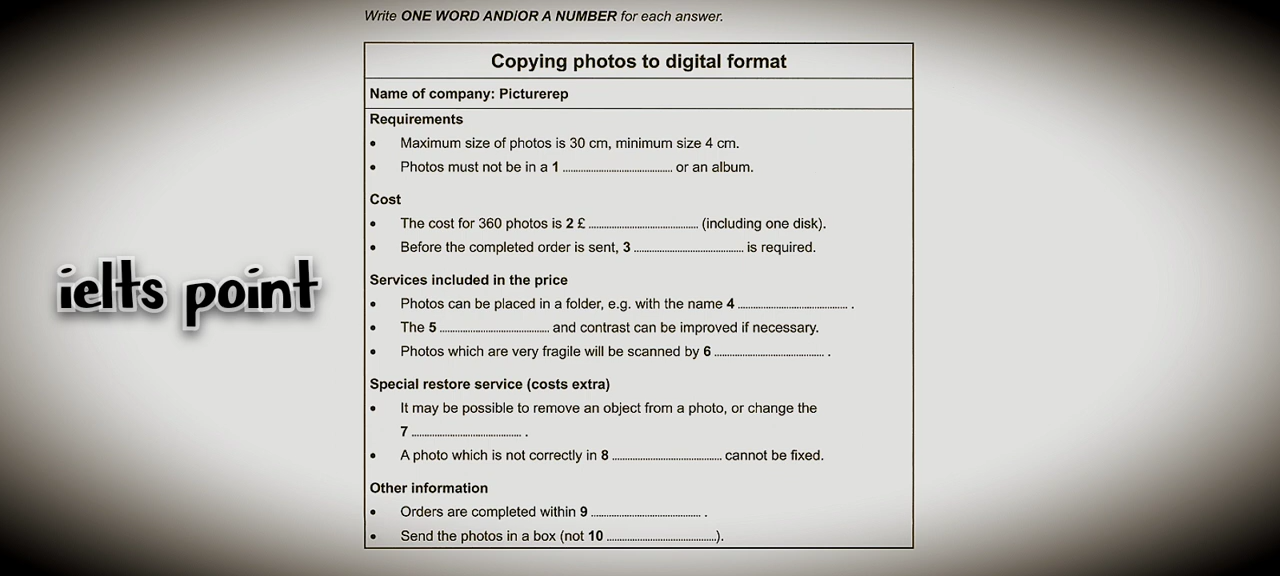 Write ONE WORD AND/OR A NUMBER for each answer.
Copying photos to digital format
Name of company: Picturerep
Requirements
• Maximum size of photos is 30 cm, minimum size 4 cm.
• Photos must not be in a 1 .................................... or an album.
Cost
• The cost for 360 photos is 2 £ .................................... (including one disk).
• Before the completed order is sent, 3 .................................... is required.
ielts point
Services included in the price
• Photos can be placed in a folder, e.g. with the name 4 .................................... .
• The 5 .................................... and contrast can be improved if necessary.
• Photos which are very fragile will be scanned by 6 .................................... .
Special restore service (costs extra)
• It may be possible to remove an object from a photo, or change the
7 .................................... .
• A photo which is not correctly in 8 .................................... cannot be fixed.
Other information
• Orders are completed within 9 .................................... .
• Send the photos in a box (not 10 ....................................).